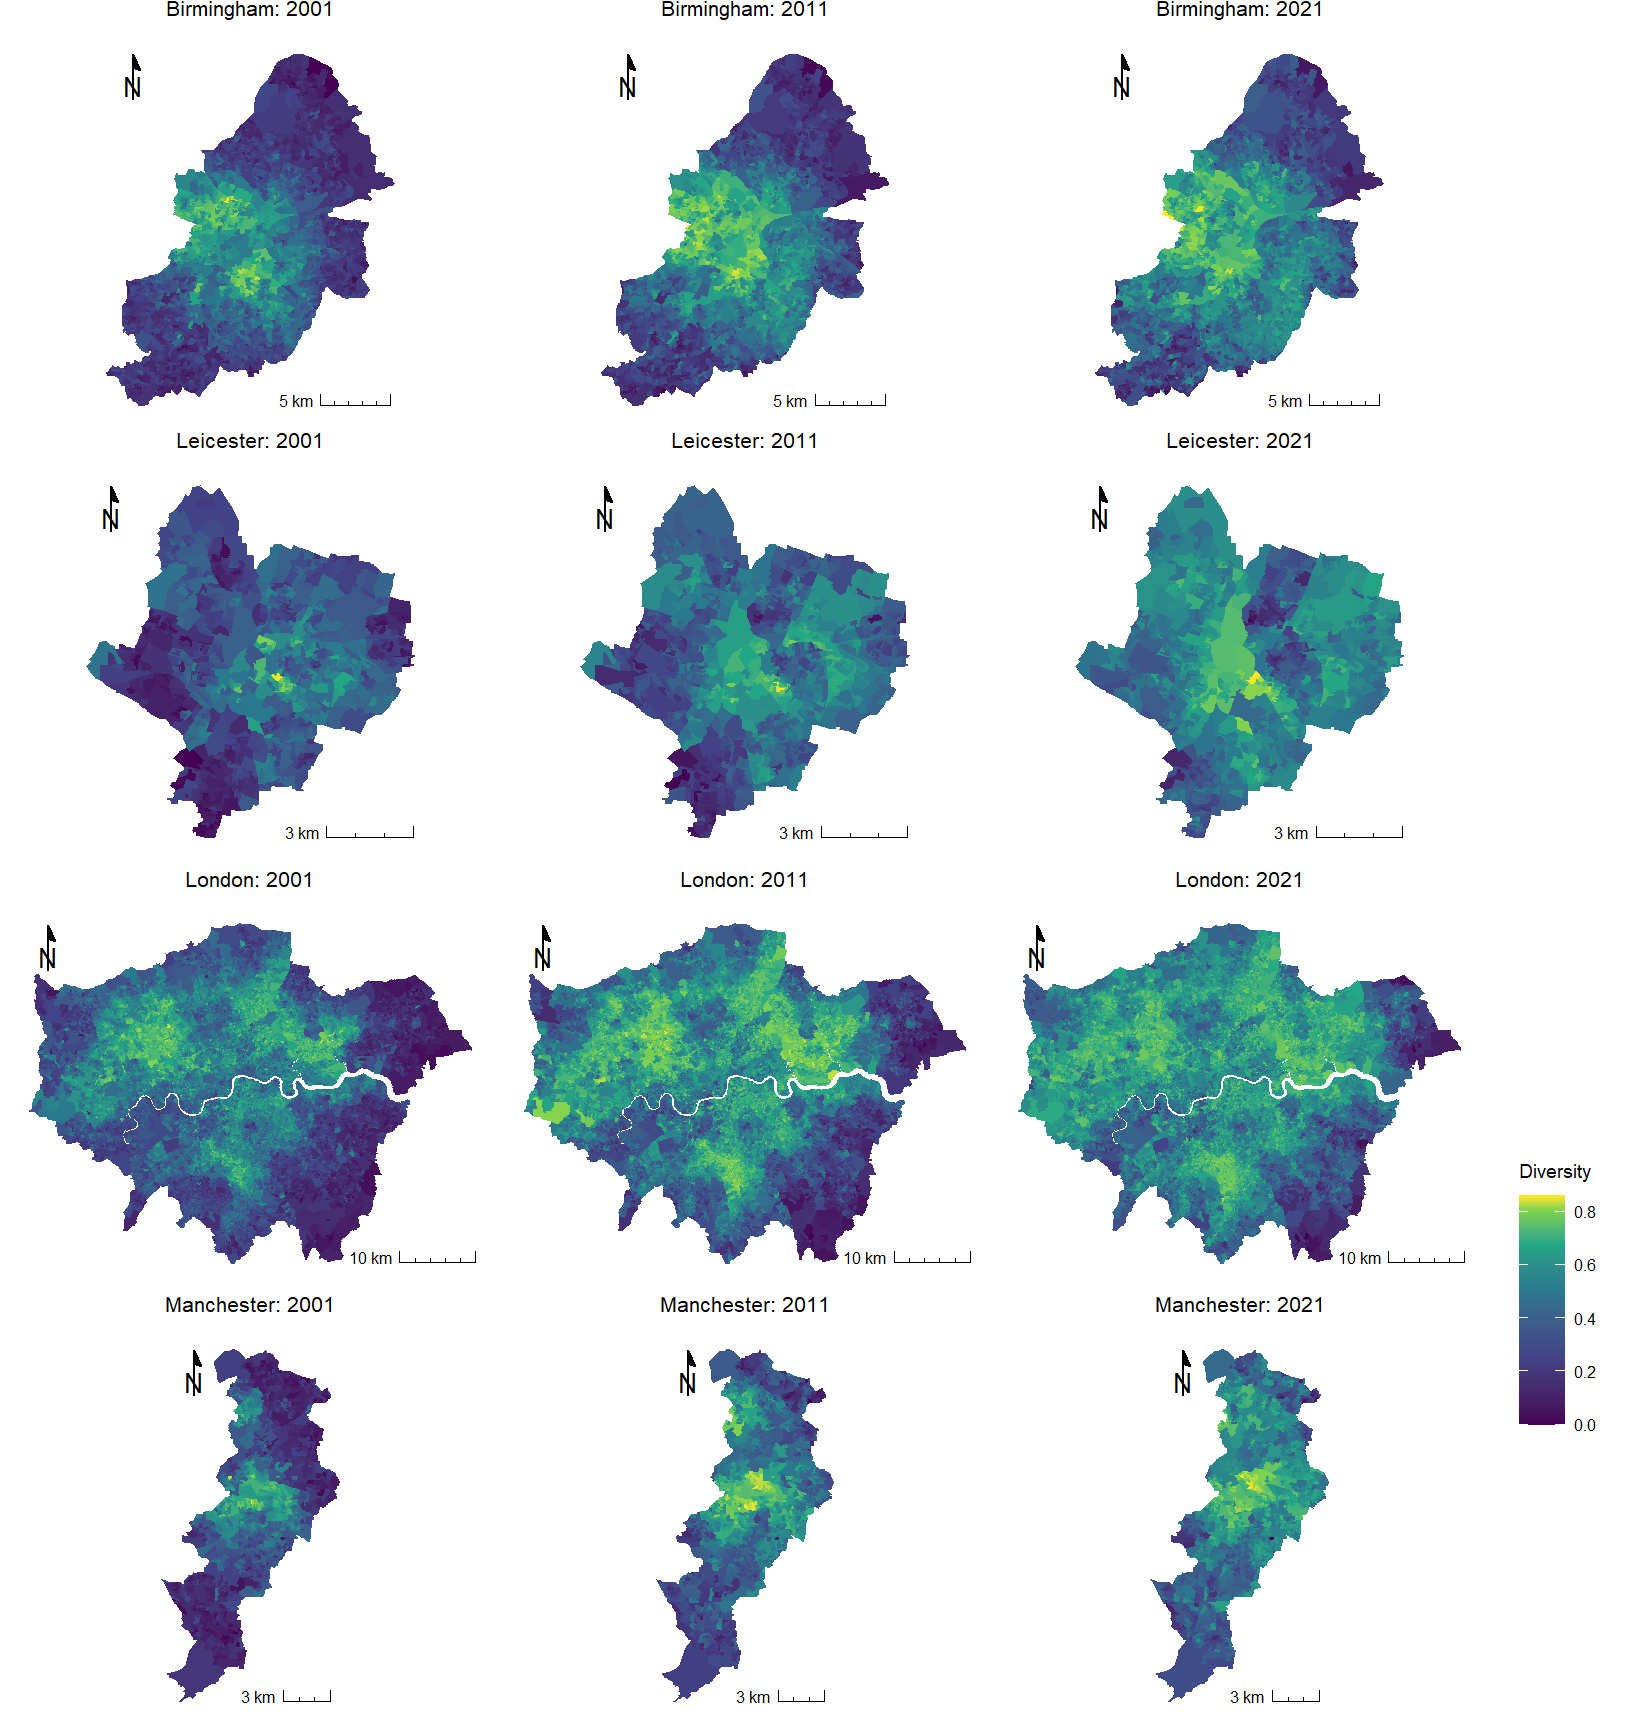 Birmingham: 2001
Birmingham: 2011
Birmingham: 2021
N
N
N
5 km
5 km
5 km
Leicester: 2001
Leicester: 2011
Leicester: 2021
N
N
N
3 km
3 km
3 km
London: 2001
London: 2011
London: 2021
N
N
N
10 km
10 km
10 km
Diversity
0.8
0.6
0.4
0.2
0.0
Manchester: 2001
Manchester: 2011
Manchester: 2021
N
N
N
3 km
3 km
3 km